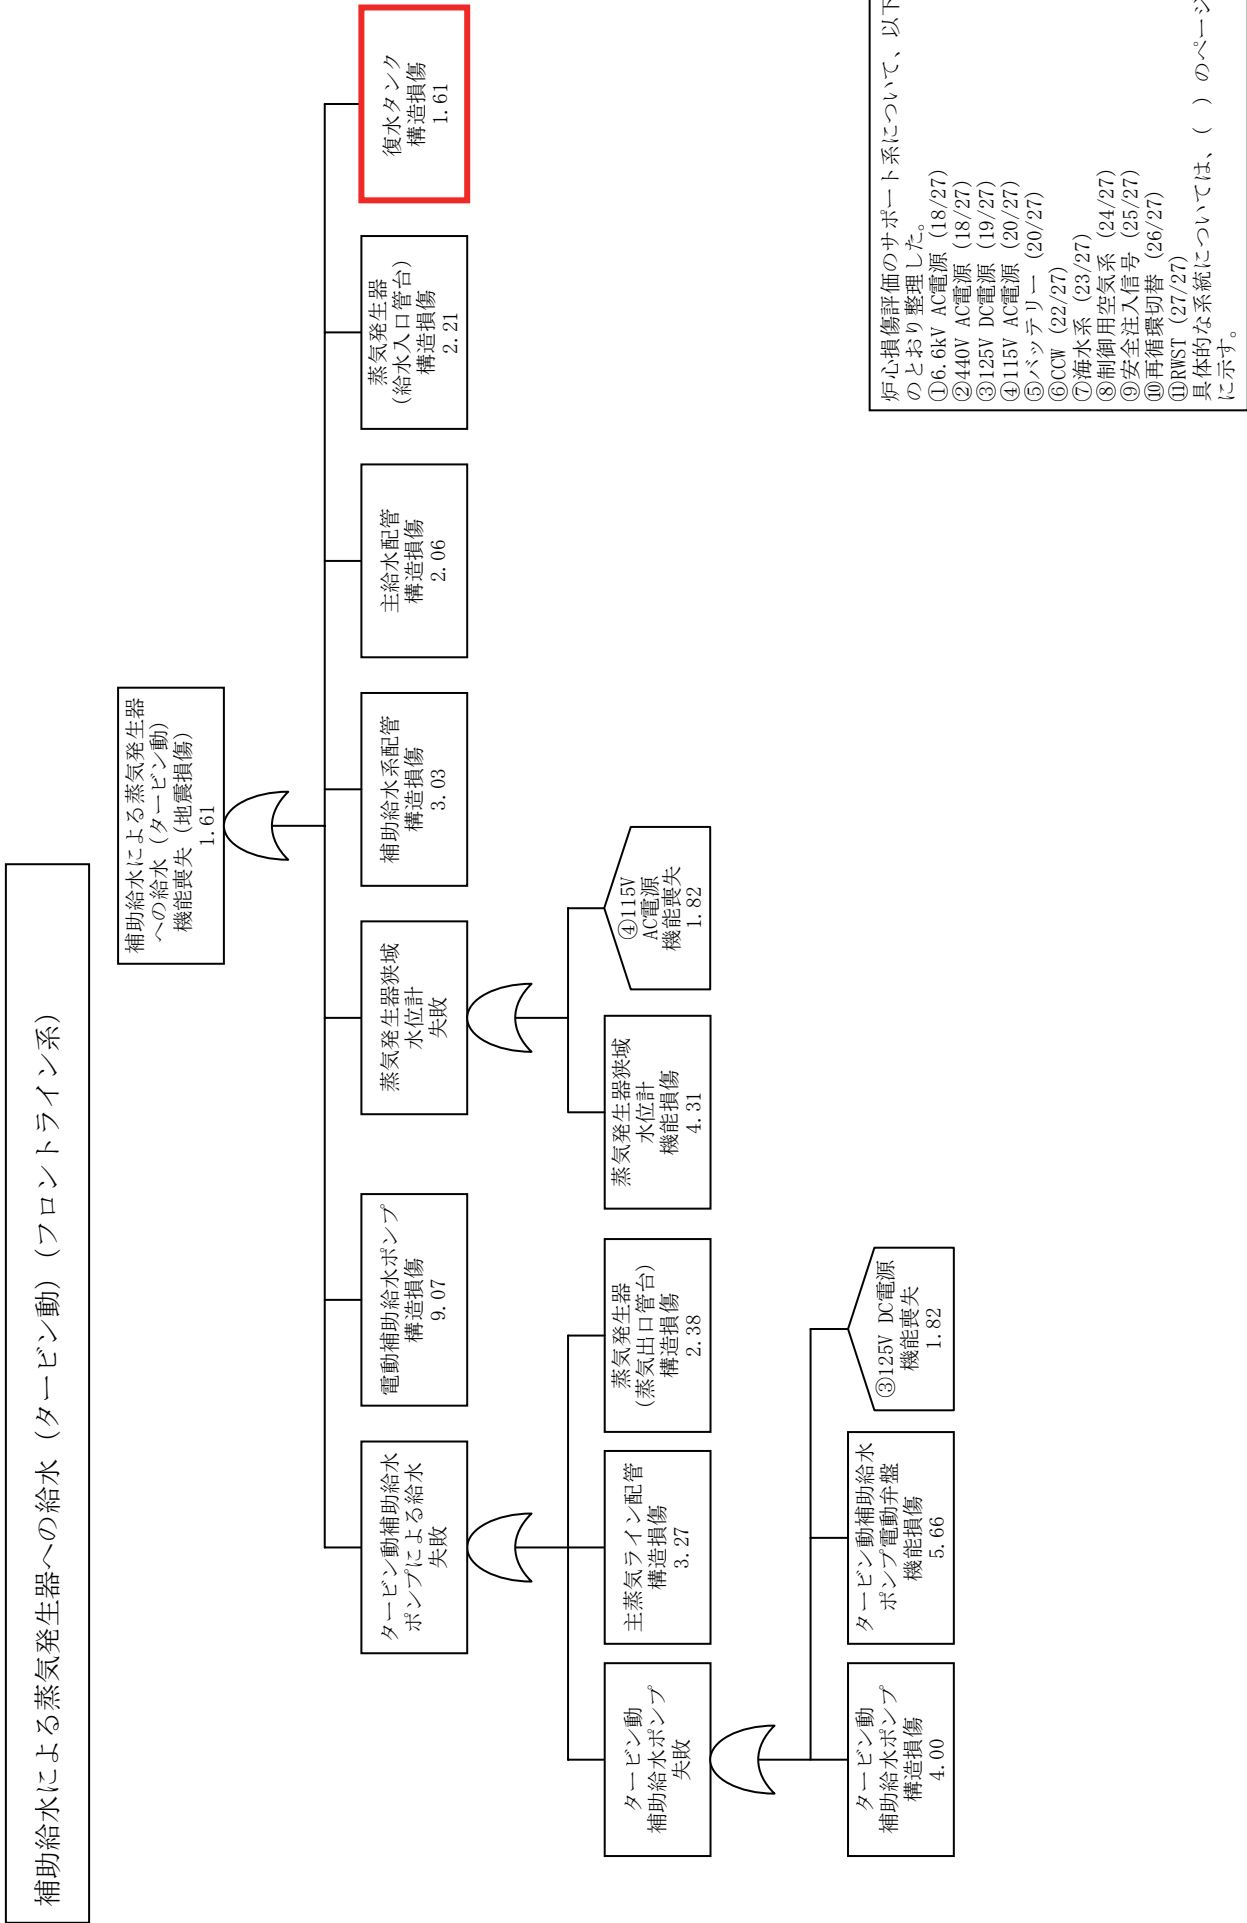 補助給水による蒸気発生器への給水（タービン動）（フロントライン系）
補助給水による蒸気発生器
への給水（タービン動）
機能喪失（地震損傷）
1.61
タービン動補助給水
ポンプによる給水
失敗
電動補助給水ポンプ
構造損傷
9.07
蒸気発生器狭域
水位計
失敗
補助給水系配管
構造損傷
3.03
主給水配管
構造損傷
2.06
蒸気発生器
(給水入口管台)
構造損傷
2.21
復水タンク
構造損傷
1.61
タービン動
補助給水ポンプ
失敗
主蒸気ライン配管
構造損傷
3.27
蒸気発生器
(蒸気出口管台)
構造損傷
2.38
蒸気発生器狭域
水位計
機能損傷
4.31
④115V
AC電源
機能喪失
1.82
タービン動
補助給水ポンプ
構造損傷
4.00
タービン動補助給水
ポンプ電動弁盤
機能損傷
5.66
③125V DC電源
機能喪失
1.82
炉心損傷評価のサポート系について、以下
のとおり整理した。
①6.6kV AC電源 (18/27)
②440V AC電源 (18/27)
③125V DC電源 (19/27)
④115V AC電源 (20/27)
⑤バッテリー (20/27)
⑥CCW (22/27)
⑦海水系 (23/27)
⑧制御用空気系 (24/27)
⑨安全注入信号 (25/27)
⑩再循環切替 (26/27)
⑪RWST (27/27)
具体的な系統については、( ) のページ
に示す。